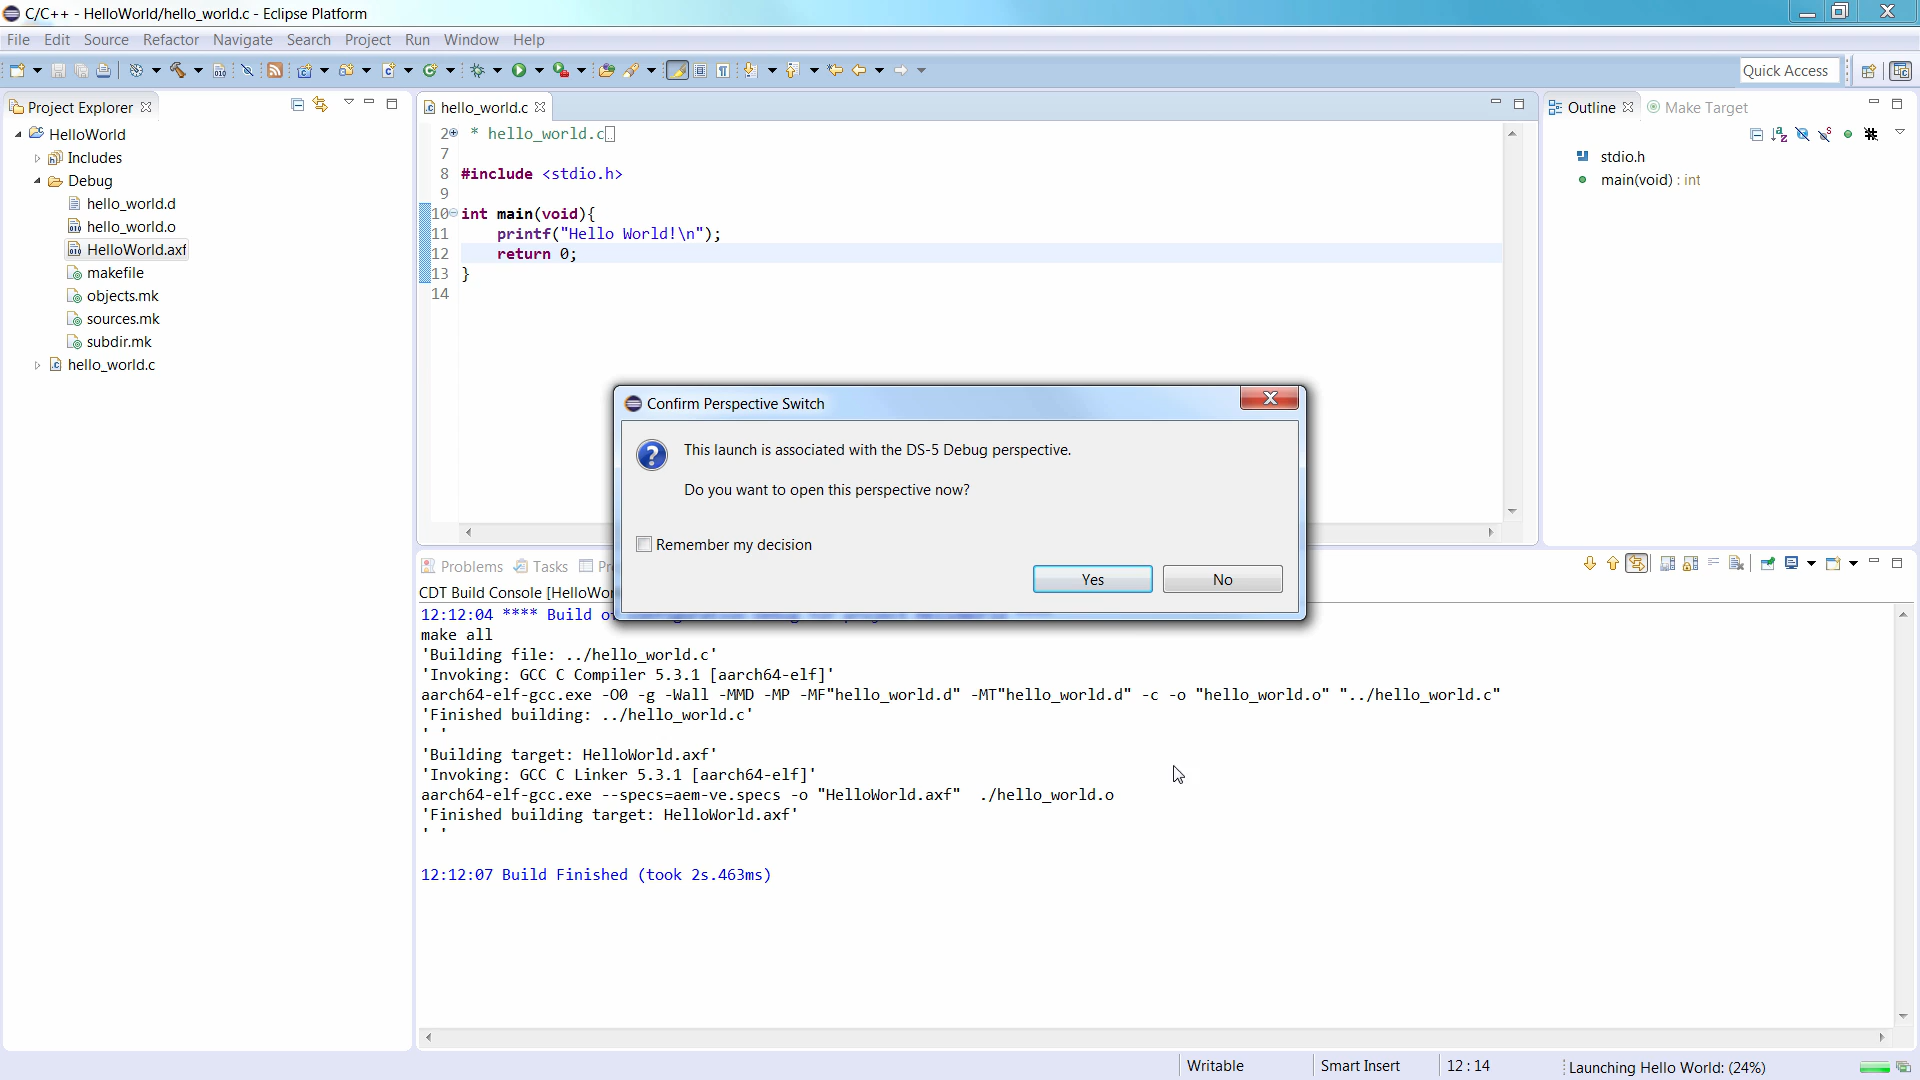 C/C++ - HelloWorld/hello_world.c - Eclipse Platform
File Edit Source Refactor Navigate Search Project Run Window Help
Quick Access
Project Explorer
HelloWorld
Includes
Debug
hello_world.d
hello_world.o
HelloWorld.axf
makefile
objects.mk
sources.mk
subdir.mk
hello_world.c
hello_world.c
2 * hello_world.c
7
8 #include <stdio.h>
9
10 int main(void){
11 printf("Hello World!\n");
12 return 0;
13 }
14
Outline Make Target
stdio.h
main(void) : int
Confirm Perspective Switch
This launch is associated with the DS-5 Debug perspective.
Do you want to open this perspective now?
Remember my decision
Yes No
Problems Tasks
CDT Build Console
12:12:04 **** Build
make all
'Building file: ../hello_world.c'
'Invoking: GCC C Compiler 5.3.1 [aarch64-elf]'
aarch64-elf-gcc.exe -O0 -g -Wall -MMD -MP -MF"hello_world.d" -MT"hello_world.d" -c -o "hello_world.o" "../hello_world.c"
'Finished building: ../hello_world.c'
' '
'Building target: HelloWorld.axf'
'Invoking: GCC C Linker 5.3.1 [aarch64-elf]'
aarch64-elf-gcc.exe --specs=aem-ve.specs -o "HelloWorld.axf" ./hello_world.o
'Finished building target: HelloWorld.axf'
' '
12:12:07 Build Finished (took 2s.463ms)
Writable Smart Insert 12 : 14 Launching Hello World: (24%)